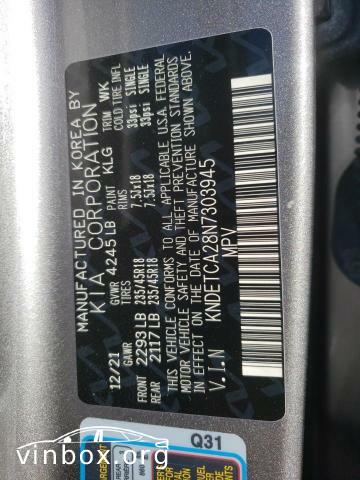 MANUFACTURED IN KOREA BY
KIA CORPORATION
12/21 GVWR 4245 LB PAINT KLG TRIM WK
GAWR TIRES RIMS COLD TIRE INFL
FRONT 2293 LB 235/45R18 7.5Jx18 33psi SINGLE
REAR 2117 LB 235/45R18 7.5Jx18 33psi SINGLE
THIS VEHICLE CONFORMS TO ALL APPLICABLE U.S.A. FEDERAL
MOTOR VEHICLE SAFETY AND THEFT PREVENTION STANDARDS
IN EFFECT ON THE DATE OF MANUFACTURE SHOWN ABOVE.
V.I.N KNDETCA28N7303945
MPV
Q31
vinbox.org
vinbox.org